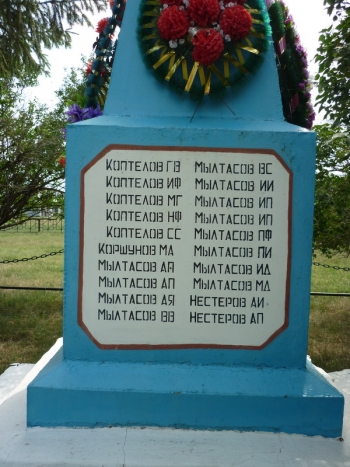 Коптелов ГВ
Коптелов ИФ
Коптелов МГ
Коптелов НФ
Коптелов СС
Коршунов МА
Мылтасов АА
Мылтасов АП
Мылтасов АЯ
Мылтасов ВВ
Мылтасов ВС
Мылтасов ИИ
Мылтасов ИП
Мылтасов ИП
Мылтасов ПФ
Мылтасов ПИ
Мылтасов ИД
Мылтасов МД
Нестеров АИ
Нестеров АП